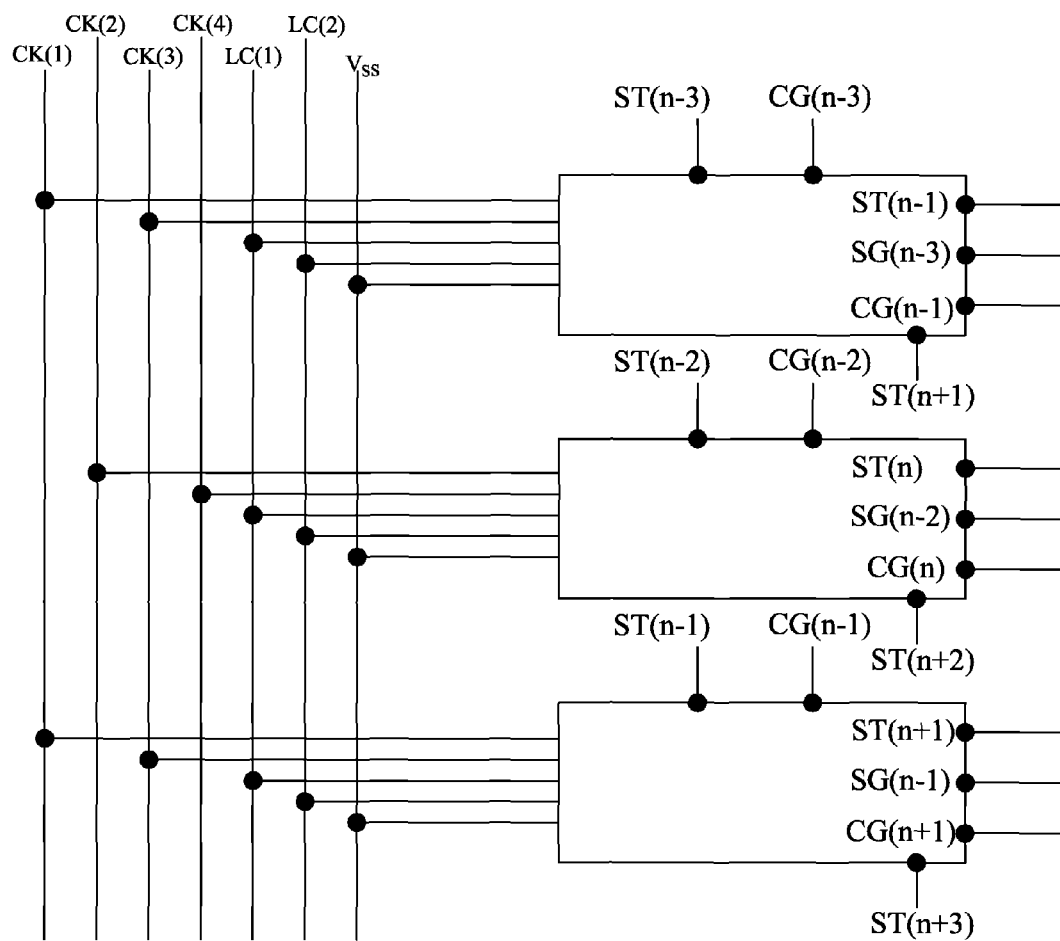 CK(2) CK(4) LC(2)
CK(1) CK(3) LC(1) VSS
ST(n-3) CG(n-3)
ST(n-1)
SG(n-3)
CG(n-1)
ST(n-2) CG(n-2)
ST(n+1)
ST(n)
SG(n-2)
CG(n)
ST(n-1) CG(n-1)
ST(n+2)
ST(n+1)
SG(n-1)
CG(n+1)
ST(n+3)